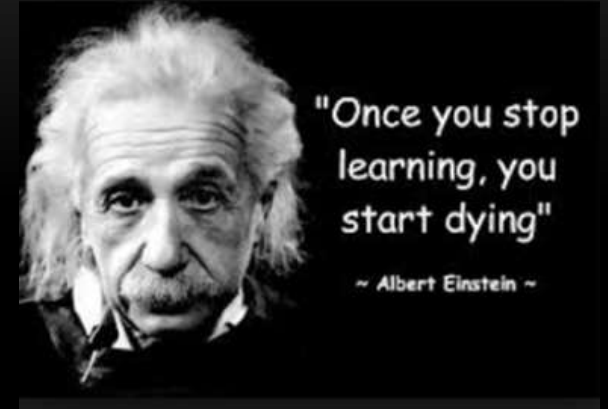 "Once you stop
learning, you
start dying"
~ Albert Einstein ~